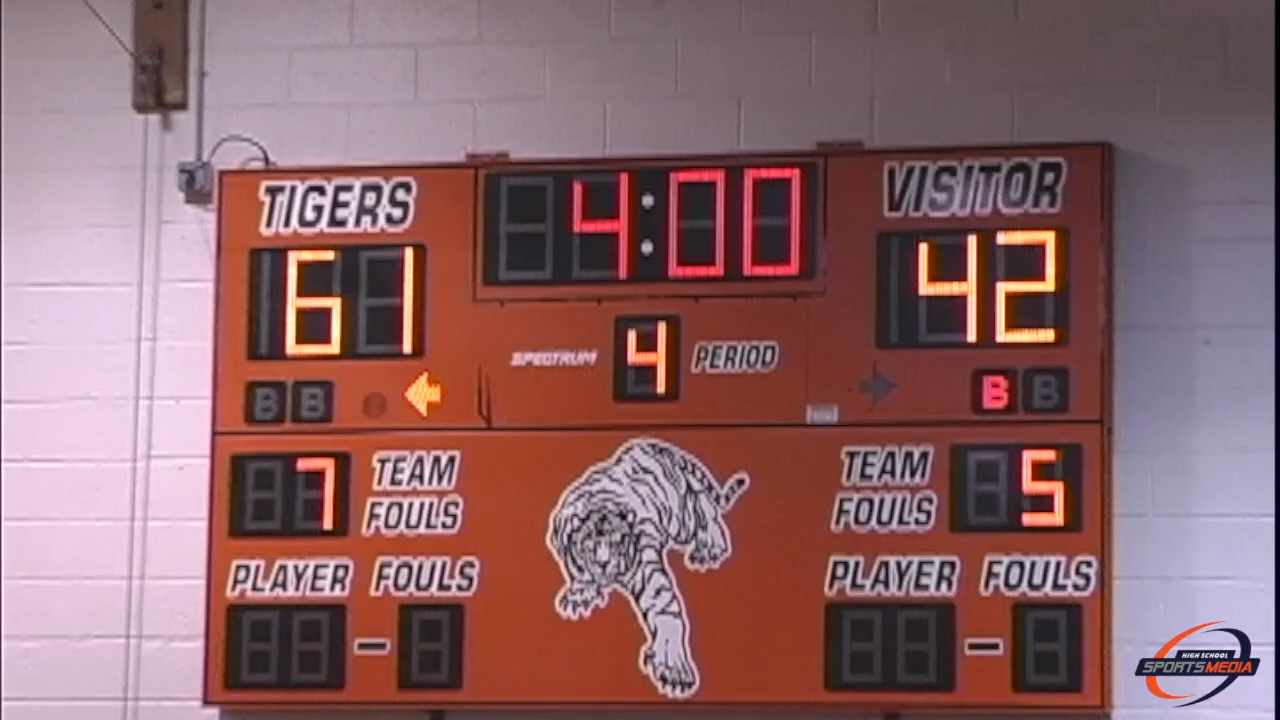 TIGERS 4:00 VISITOR
61 42
SPECTRUM 4 PERIOD
B B B B
7 TEAM FOULS TEAM FOULS 5
PLAYER FOULS PLAYER FOULS
HIGH SCHOOL
SPORTSMEDIA